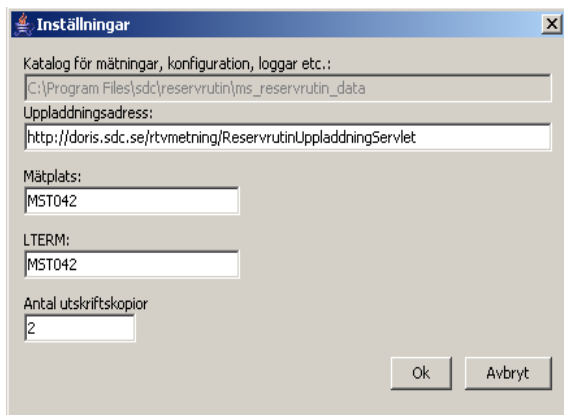 Inställningar
Katalog för mätningar, konfiguration, loggar etc.:
C:\Program Files\sdc\reservrutin\ms_reservrutin_data
Uppladdningsadress:
http://doris.sdc.se/rtvmetning/ReservrutinUppladdningServlet
Mätplats:
MST042
LTERM:
MST042
Antal utskriftskopior
2
Ok
Avbryt